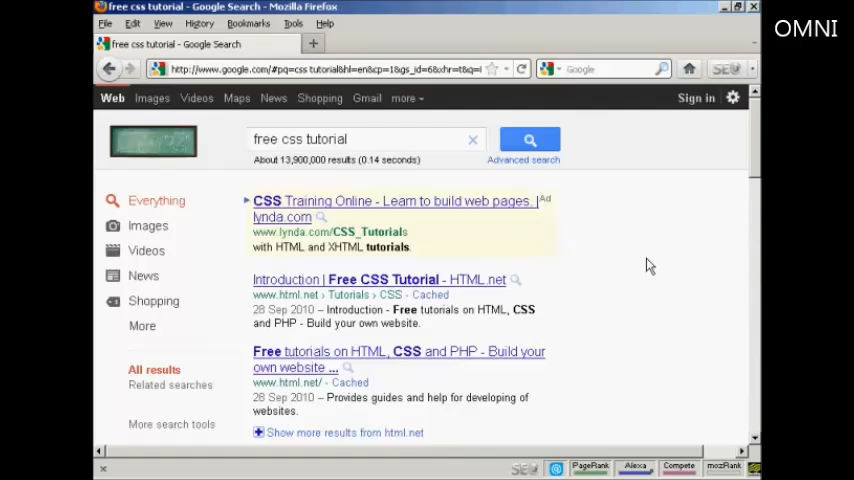 free css tutorial - Google Search - Mozilla Firefox
OMNI
File Edit View History Bookmarks Tools Help
free css tutorial - Google Search
Google
Web Images Videos Maps News Shopping Gmail more
Sign in
free css tutorial
About 13,900,000 results (0.14 seconds)
Advanced search
Everything
Images
Videos
News
Shopping
More
All results
Related searches
More search tools
CSS Training Online - Learn to build web pages. | Ad
lynda.com
www.lynda.com/CSS_Tutorials
with HTML and XHTML tutorials.
Introduction | Free CSS Tutorial - HTML.net
www.html.net › Tutorials › CSS - Cached
28 Sep 2010 – Introduction - Free tutorials on HTML, CSS
and PHP - Build your own website.
Free tutorials on HTML, CSS and PHP - Build your
own website ...
www.html.net/ - Cached
28 Sep 2010 – Provides guides and help for developing of
websites.
Show more results from html.net
PageRank Alexa Compete mozRank